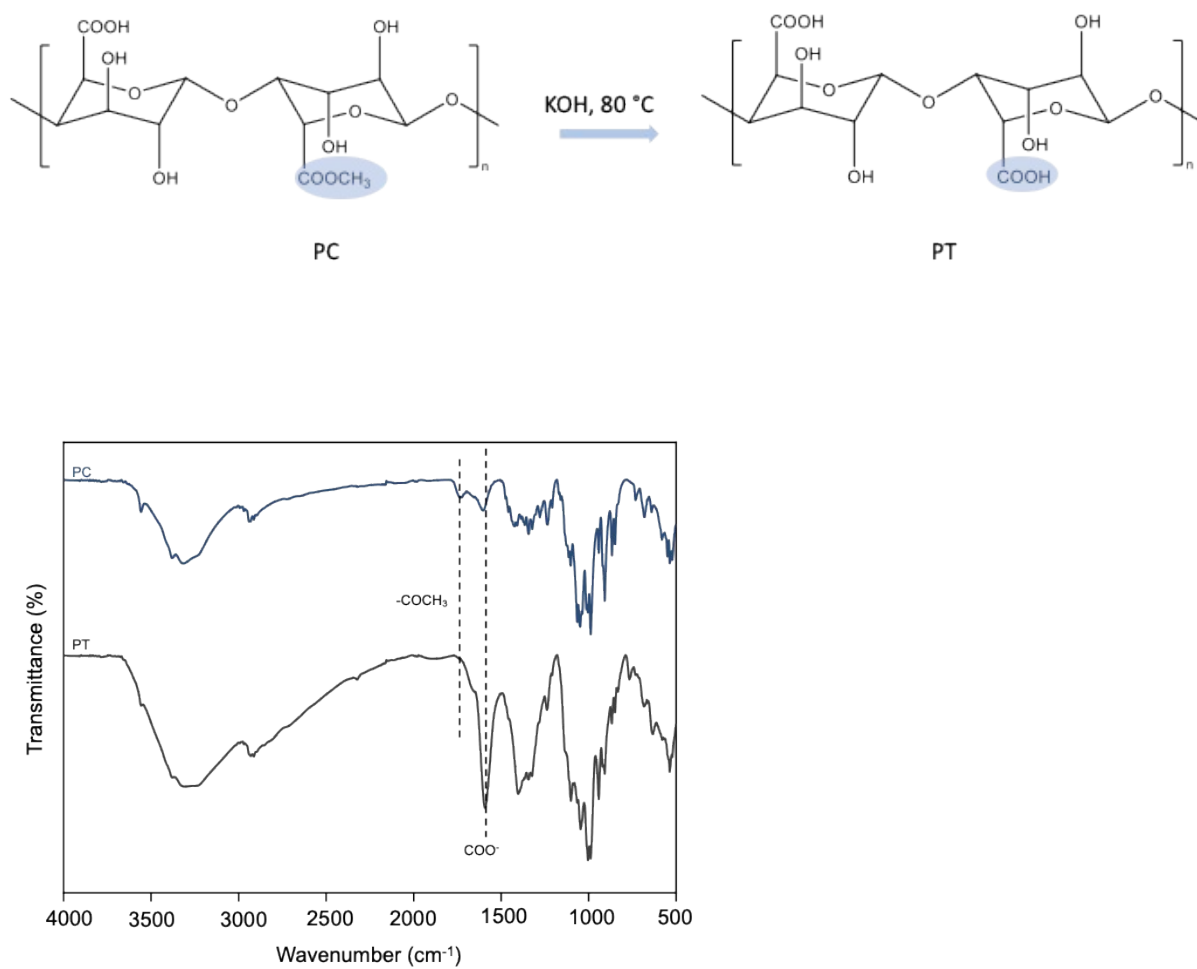 COOH
OH
O
O
OH
OH
O
O
OH
COOCH₃
n
PC
KOH, 80 °C
COOH
OH
O
O
OH
OH
O
O
OH
COOH
n
PT
PC
-COCH₃
PT
COO⁻
Transmittance (%)
4000 3500 3000 2500 2000 1500 1000 500
Wavenumber (cm⁻¹)